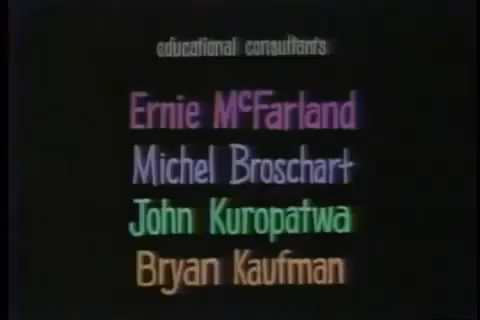 educational consultants
Ernie McFarland
Michel Broschart
John Kuropatwa
Bryan Kaufman